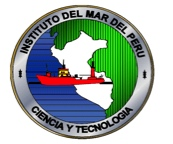 INSTITUTO DEL MAR DEL PERU
CIENCIA Y TECNOLOGIA